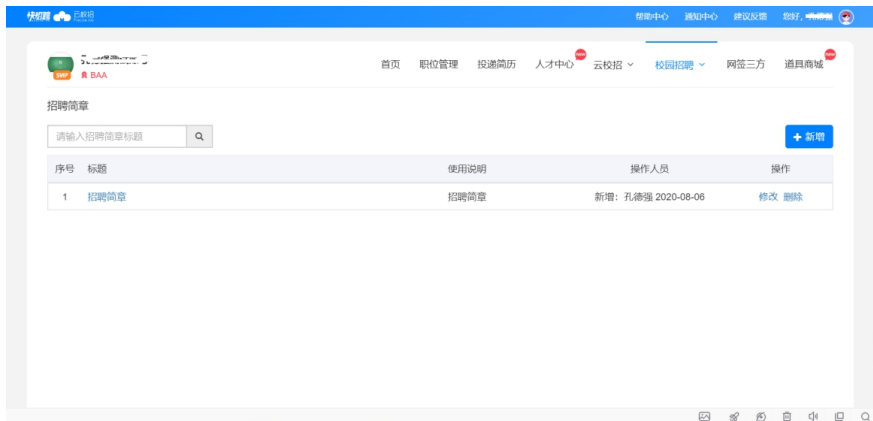 快招聘 云校招
帮助中心 通知中心 建议反馈 您好,
SVIP BAA
首页 职位管理 投递简历 人才中心 云校招 校园招聘 网签三方 道具商城
招聘简章
请输入招聘简章标题 + 新增
序号 标题 使用说明 操作人员 操作
1 招聘简章 招聘简章 新增：孔德强 2020-08-06 修改 删除